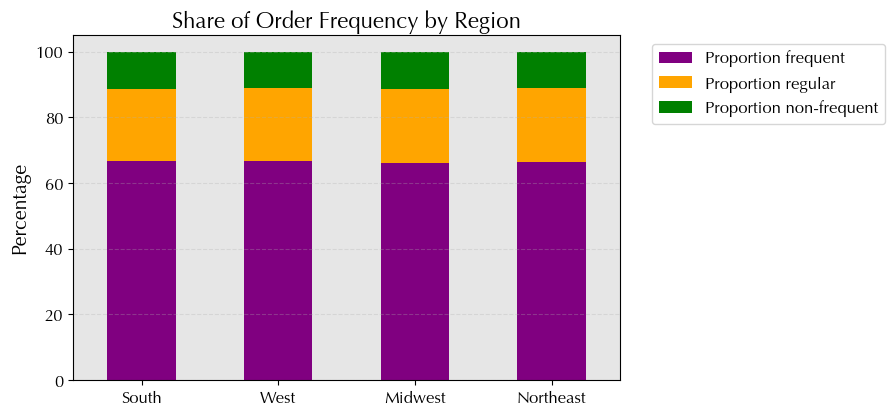 Share of Order Frequency by Region
Percentage
100
80
60
40
20
0
South
West
Midwest
Northeast
Proportion frequent
Proportion regular
Proportion non-frequent